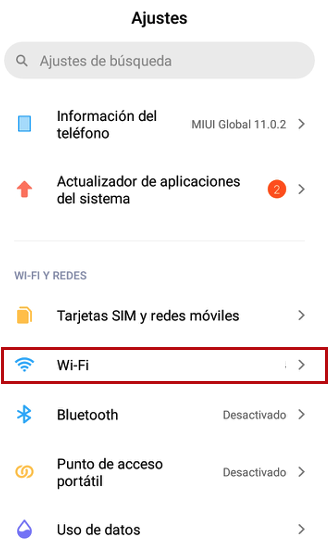 Ajustes
Ajustes de búsqueda
Información del
teléfono
MIUI Global 11.0.2
Actualizador de aplicaciones
del sistema
2
WI-FI Y REDES
Tarjetas SIM y redes móviles
Wi-Fi
Bluetooth
Desactivado
Punto de acceso
portátil
Desactivado
Uso de datos